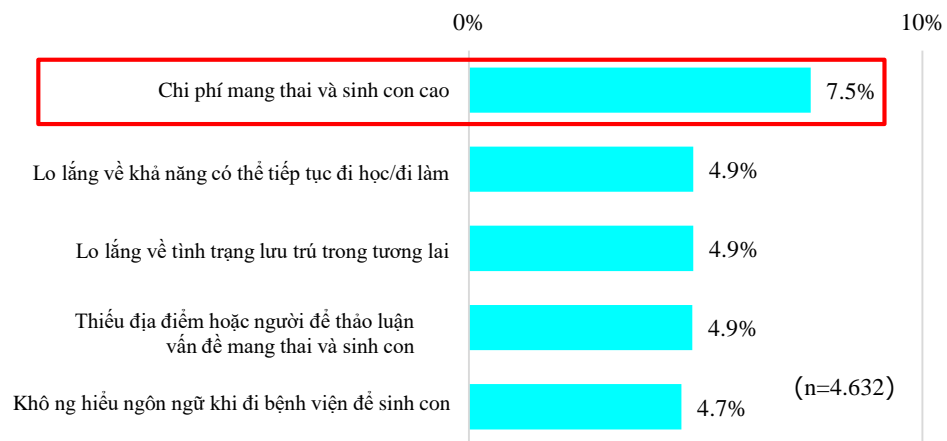 0% 10%
Chi phí mang thai và sinh con cao 7.5%
Lo lắng về khả năng có thể tiếp tục đi học/đi làm 4.9%
Lo lắng về tình trạng lưu trú trong tương lai 4.9%
Thiếu địa điểm hoặc người để thảo luận
vấn đề mang thai và sinh con 4.9%
Khô ng hiểu ngôn ngữ khi đi bệnh viện để sinh con 4.7%
(n=4.632)